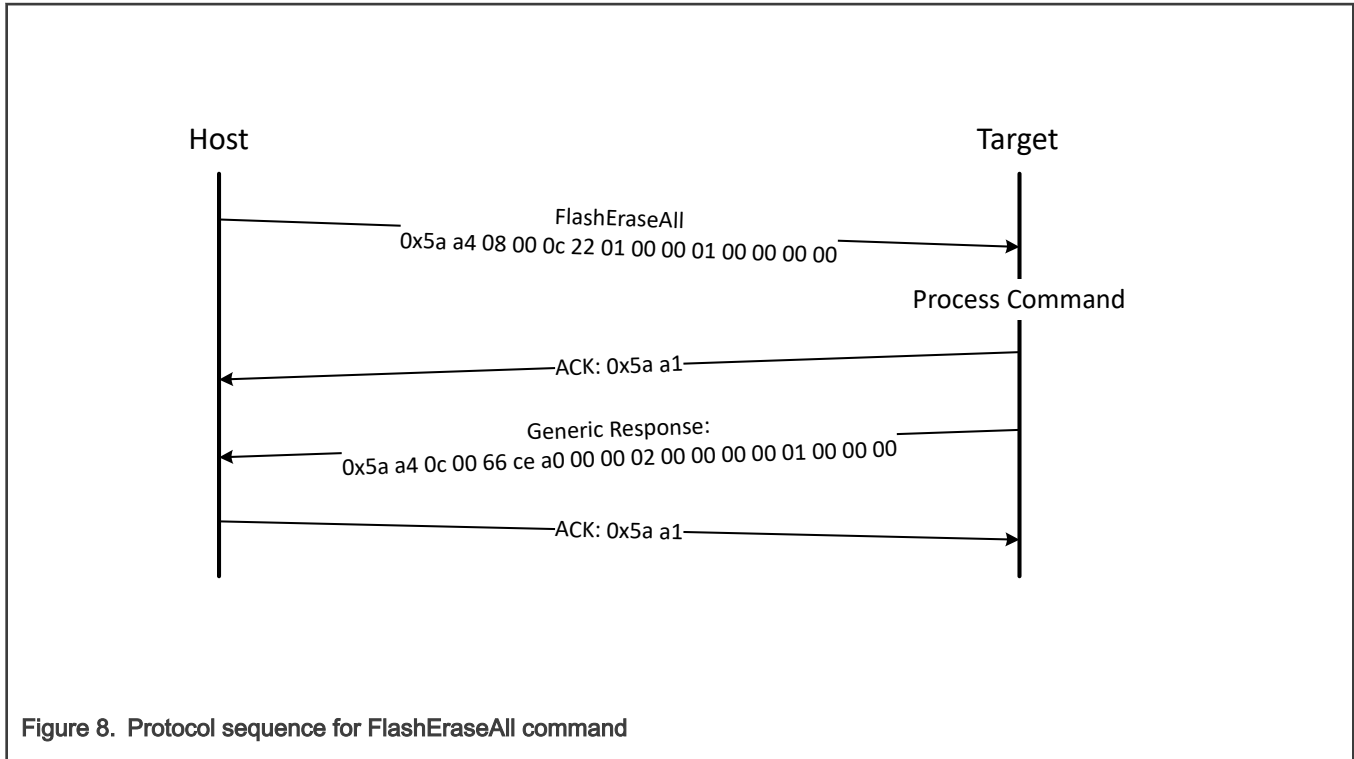 Host
Target
FlashEraseAll
0x5a a4 08 00 0c 22 01 00 00 01 00 00 00 00
Process Command
ACK: 0x5a a1
Generic Response:
0x5a a4 0c 00 66 ce a0 00 00 02 00 00 00 00 01 00 00 00
ACK: 0x5a a1
Figure 8. Protocol sequence for FlashEraseAll command